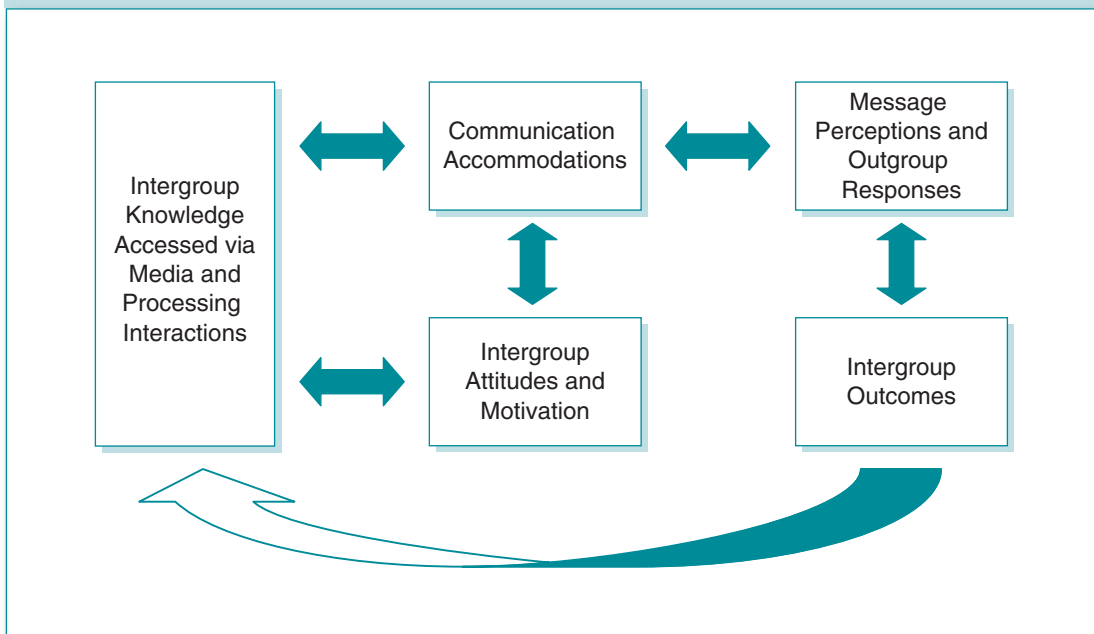 Intergroup
Knowledge
Accessed via
Media and
Processing
Interactions
Communication
Accommodations
Message
Perceptions and
Outgroup
Responses
Intergroup
Attitudes and
Motivation
Intergroup
Outcomes